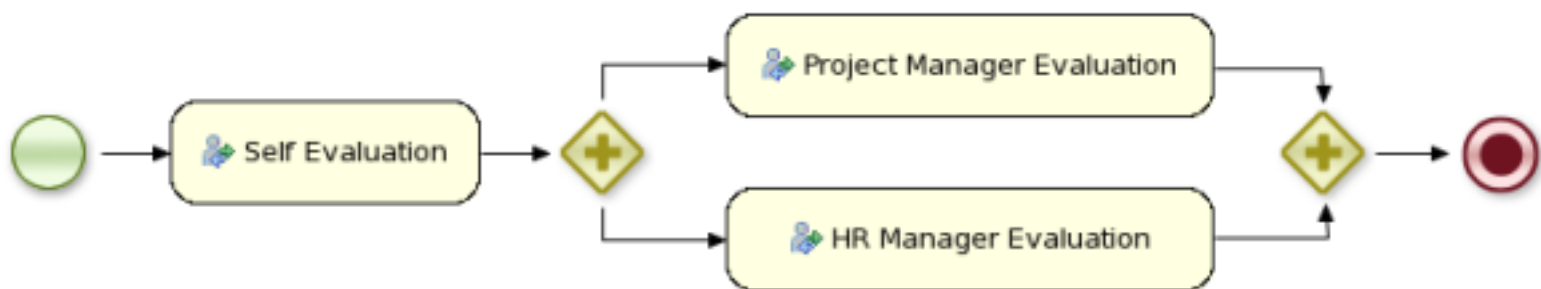 Self Evaluation
Project Manager Evaluation
HR Manager Evaluation